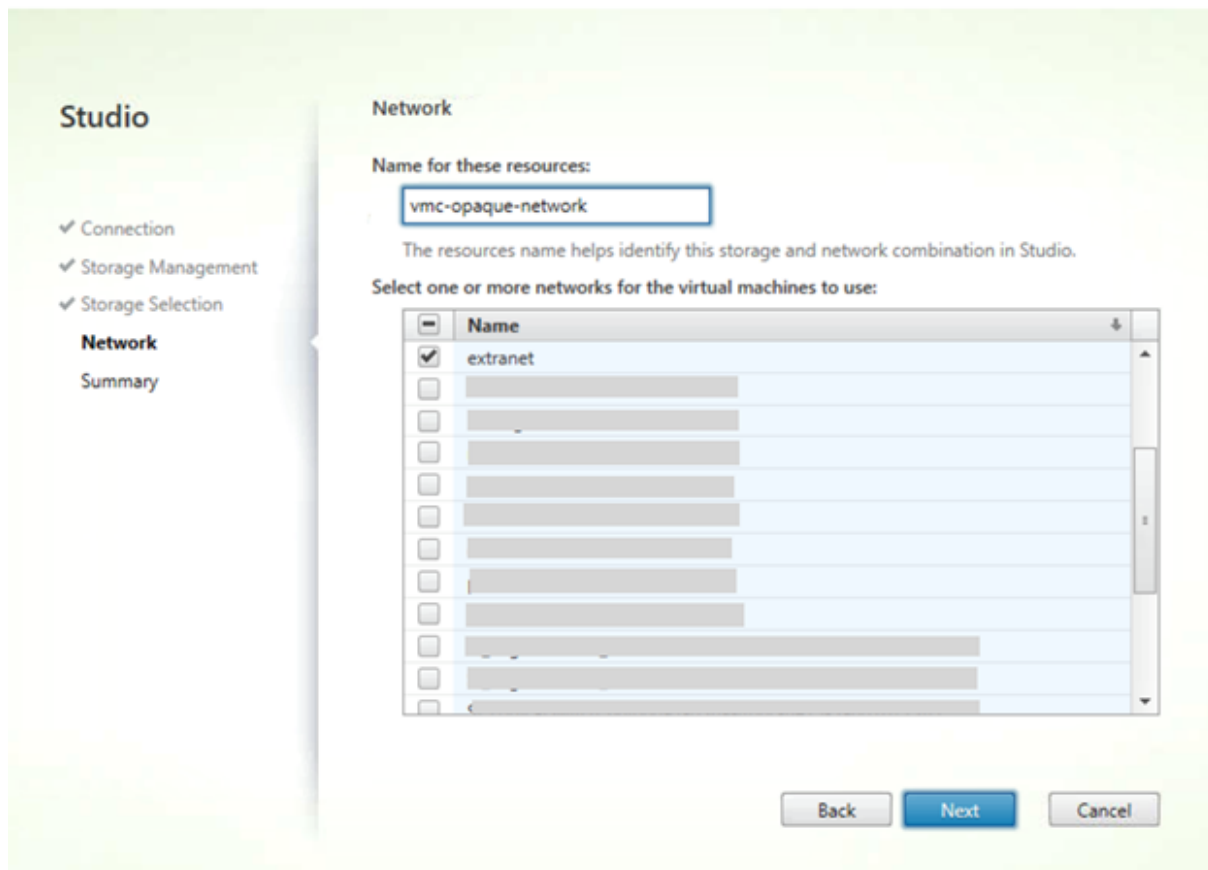 Studio
Connection
Storage Management
Storage Selection
Network
Summary
Network
Name for these resources:
vmc-opaque-network
The resources name helps identify this storage and network combination in Studio.
Select one or more networks for the virtual machines to use:
Name
extranet
Back
Next
Cancel